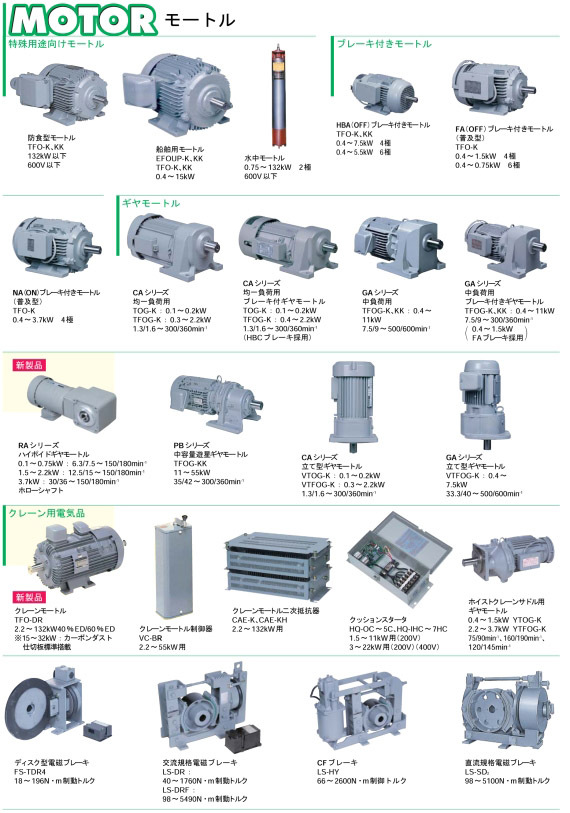 MOTOR モートル
特殊用途向けモートル
防食型モートル
TFO-K、KK
132kW以下
600V以下
船舶用モートル
EFOUP-K、KK
TFO-K、KK
0.4～15kW
水中モートル
0.75～132kW 2極
600V以下
ブレーキ付きモートル
HBA(OFF)ブレーキ付きモートル
TFO-K、KK
0.4～7.5kW 4極
0.4～5.5kW 6極
FA(OFF)ブレーキ付きモートル
(普及型)
TFO-K
0.4～1.5kW 4極
0.4～0.75kW 6極
NA(ON)ブレーキ付きモートル
(普及型)
TFO-K
0.4～3.7kW 4極
ギヤモートル
CAシリーズ
均一負荷用
TOG-K：0.1～0.2kW
TFOG-K：0.3～2.2kW
1.3/1.6～300/360min⁻¹
CAシリーズ
均一負荷用
ブレーキ付ギヤモートル
TOG-K：0.1～0.2kW
TFOG-K：0.4～2.2kW
1.3/1.6～300/360min⁻¹
(HBCブレーキ採用)
GAシリーズ
中負荷用
TFOG-K、KK：0.4～
11kW
7.5/9～500/600min⁻¹
GAシリーズ
中負荷用
ブレーキ付きギヤモートル
TFOG-K、KK：0.4～11kW
7.5/9～300/360min⁻¹
(0.4～1.5kW
FAブレーキ採用)
新製品
RAシリーズ
ハイポイドギヤモートル
0.1～0.75kW：6.3/7.5～150/180min⁻¹
1.5～2.2kW：12.5/15～150/180min⁻¹
3.7kW：30/36～150/180min⁻¹
ホローシャフト
PBシリーズ
中容量遊星ギヤモートル
TFOG-KK
11～55kW
35/42～300/360min⁻¹
CAシリーズ
立て型ギヤモートル
VTOG-K：0.1～0.2kW
VTFOG-K：0.3～2.2kW
1.3/1.6～300/360min⁻¹
GAシリーズ
立て型ギヤモートル
VTFOG-K：0.4～
7.5kW
33.3/40～500/600min⁻¹
クレーン用電気品
新製品
クレーンモートル
TFO-DR
2.2～132kW40％ED/60％ED
※15～32kW：カーボンダスト
仕切板標準搭載
クレーンモートル制御器
VC-BR
2.2～55kW用
クレーンモートル二次抵抗器
CAE-K、CAE-KH
2.2～132kW用
クッションスタータ
HQ-OC～5C、HQ-IHC～7HC
1.5～11kW用(200V)
3～22kW用(200V)(400V)
ホイストクレーンサドル用
ギヤモートル
0.4～1.5kW YTOG-K
2.2～3.7kW YTFOG-K
75/90min⁻¹、160/190min⁻¹、
120/145min⁻¹
ディスク型電磁ブレーキ
FS-TDR4
18～196N・m制動トルク
交流規格電磁ブレーキ
LS-DR：
40～1760N・m制動トルク
LS-DRF：
98～5490N・m制動トルク
CFブレーキ
LS-HY
66～2600N・m制御トルク
直流規格電磁ブレーキ
LS-SD₂
98～5100N・m制動トルク